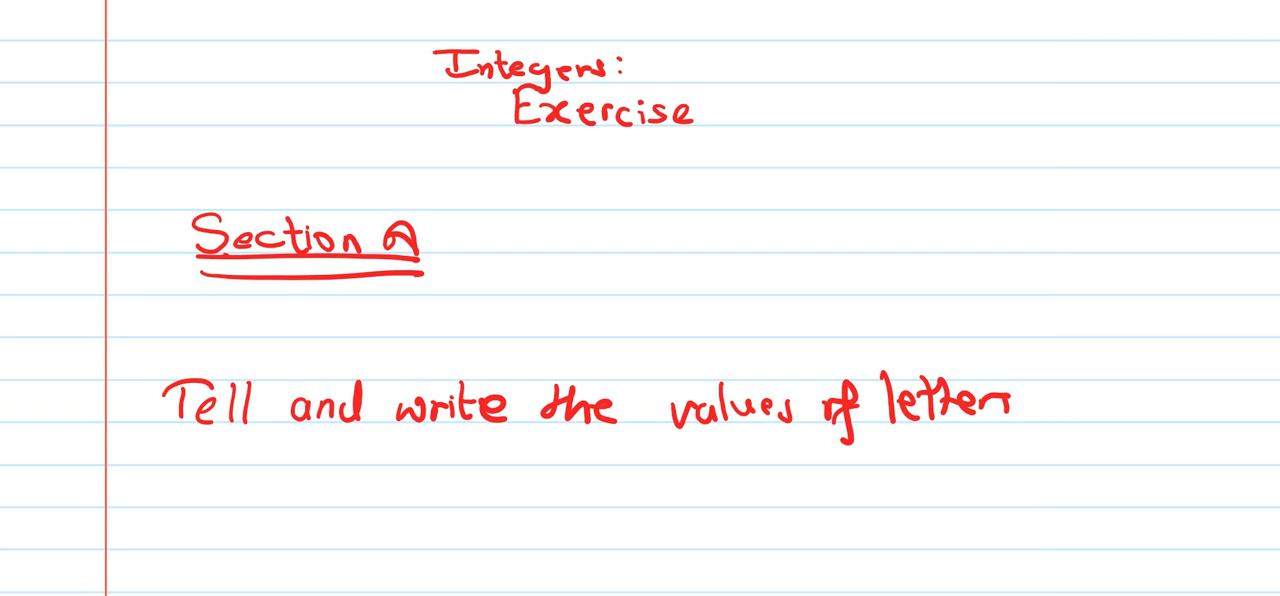 Integers:
Exercise
Section A
Tell and write the values of letters